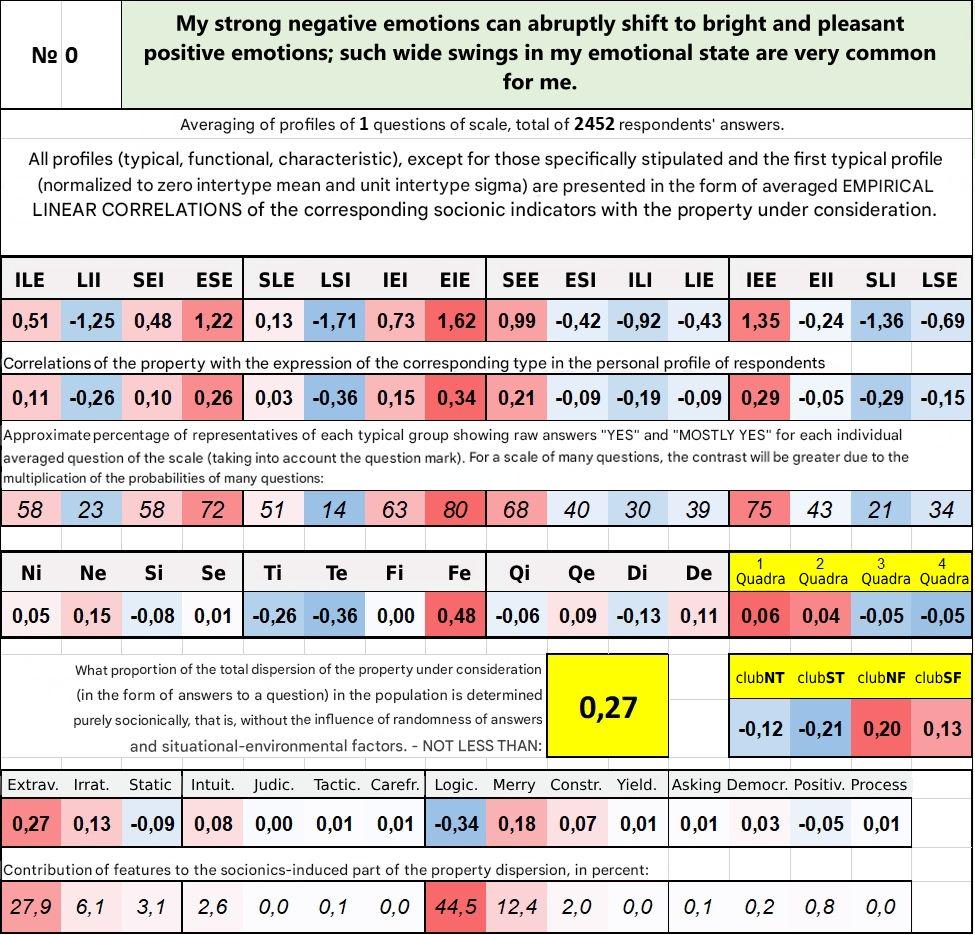 № 0
My strong negative emotions can abruptly shift to bright and pleasant
positive emotions; such wide swings in my emotional state are very common
for me.
Averaging of profiles of 1 questions of scale, total of 2452 respondents' answers.
All profiles (typical, functional, characteristic), except for those specifically stipulated and the first typical profile
(normalized to zero intertype mean and unit intertype sigma) are presented in the form of averaged EMPIRICAL
LINEAR CORRELATIONS of the corresponding socionic indicators with the property under consideration.
ILE LII SEI ESE SLE LSI IEI EIE SEE ESI ILI LIE IEE EII SLI LSE
0,51 -1,25 0,48 1,22 0,13 -1,71 0,73 1,62 0,99 -0,42 -0,92 -0,43 1,35 -0,24 -1,36 -0,69
Correlations of the property with the expression of the corresponding type in the personal profile of respondents
0,11 -0,26 0,10 0,26 0,03 -0,36 0,15 0,34 0,21 -0,09 -0,19 -0,09 0,29 -0,05 -0,29 -0,15
Approximate percentage of representatives of each typical group showing raw answers "YES" and "MOSTLY YES" for each individual
averaged question of the scale (taking into account the question mark). For a scale of many questions, the contrast will be greater due to the
multiplication of the probabilities of many questions:
58 23 58 72 51 14 63 80 68 40 30 39 75 43 21 34
Ni Ne Si Se Ti Te Fi Fe Qi Qe Di De 1 Quadra 2 Quadra 3 Quadra 4 Quadra
0,05 0,15 -0,08 0,01 -0,26 -0,36 0,00 0,48 -0,06 0,09 -0,13 0,11 0,06 0,04 -0,05 -0,05
What proportion of the total dispersion of the property under consideration
(in the form of answers to a question) in the population is determined
purely socionically, that is, without the influence of randomness of answers
and situational-environmental factors. - NOT LESS THAN:
0,27
clubNT clubST clubNF clubSF
-0,12 -0,21 0,20 0,13
Extrav. Irrat. Static Intuit. Judic. Tactic. Carefr. Logic. Merry Constr. Yield. Asking Democr. Positiv. Process
0,27 0,13 -0,09 0,08 0,00 0,01 0,01 -0,34 0,18 0,07 0,01 0,01 0,03 -0,05 0,01
Contribution of features to the socionics-induced part of the property dispersion, in percent:
27,9 6,1 3,1 2,6 0,0 0,1 0,0 44,5 12,4 2,0 0,0 0,1 0,2 0,8 0,0